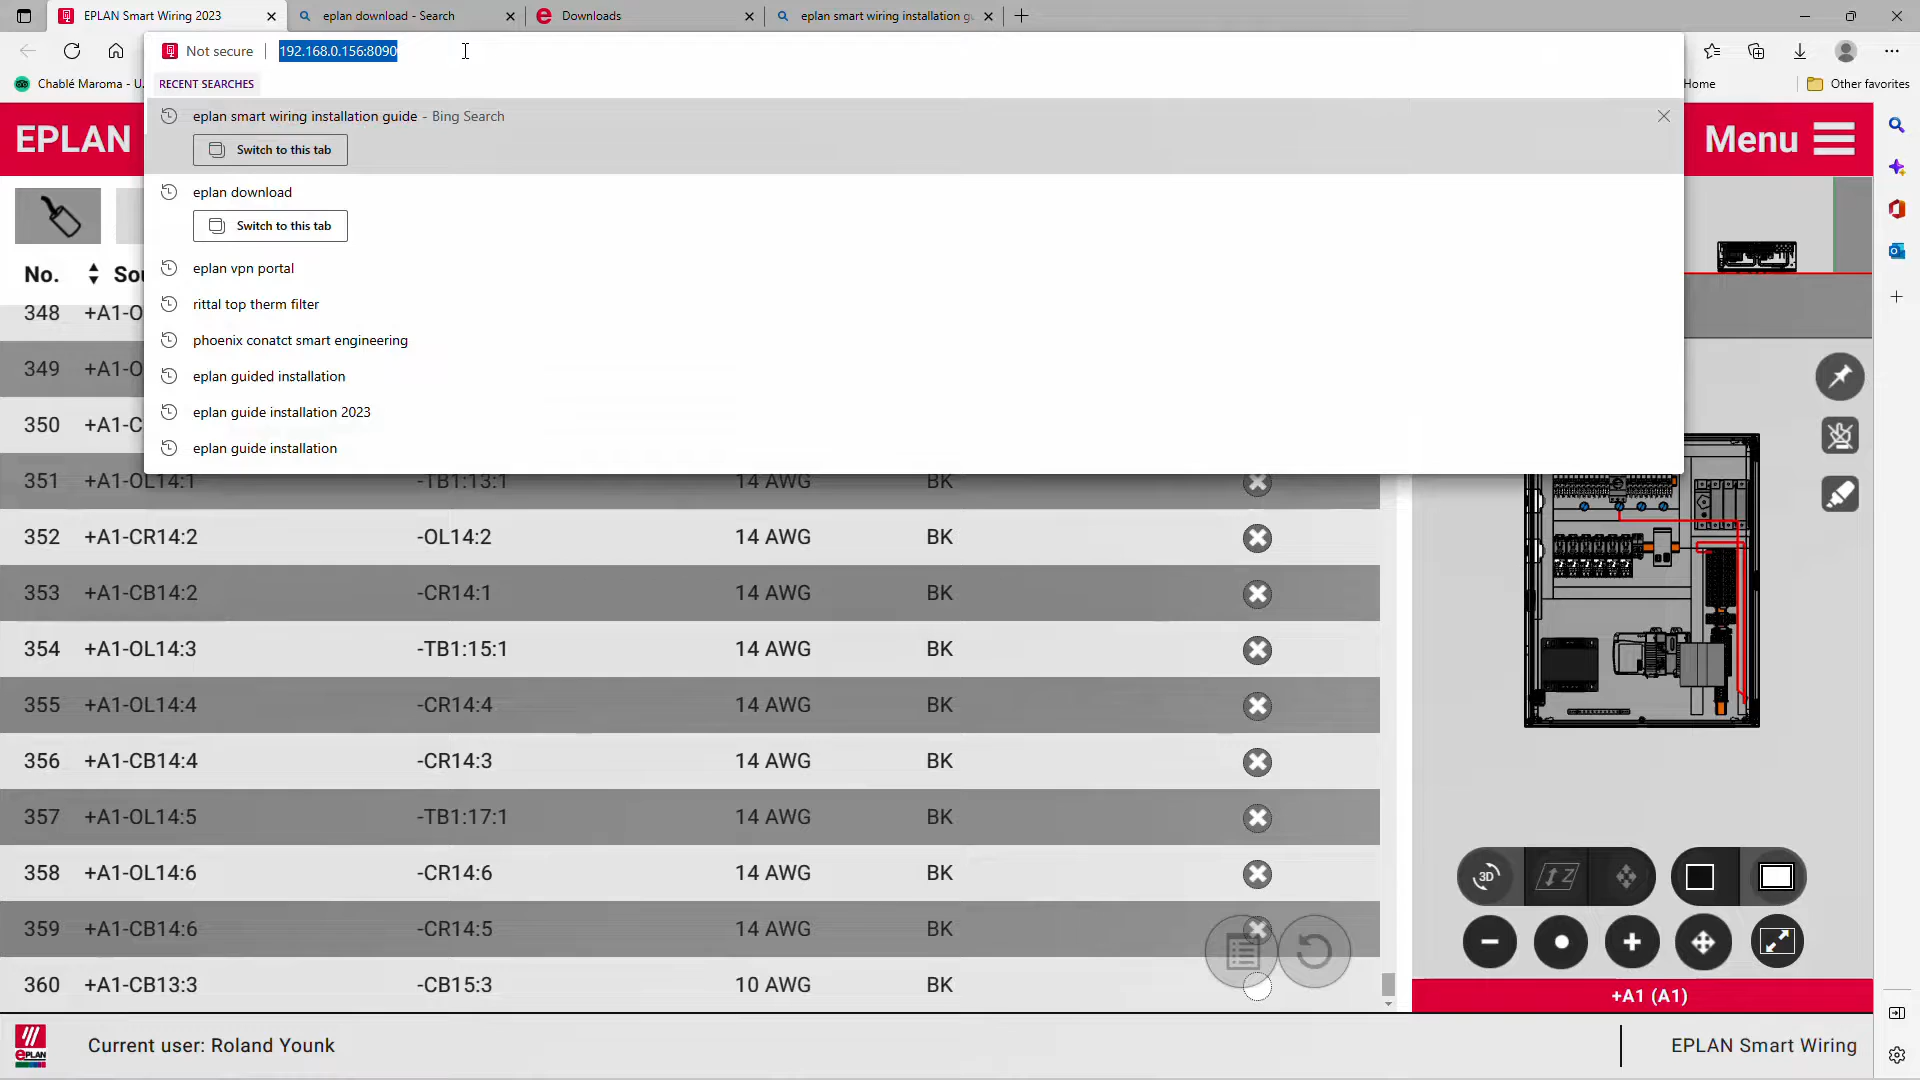 EPLAN Smart Wiring 2023
eplan download - Search
Downloads
eplan smart wiring installation gu
Not secure
192.168.0.156:8090
Chablé Maroma - U.
Home
Other favorites
RECENT SEARCHES
eplan smart wiring installation guide - Bing Search
Switch to this tab
eplan download
Switch to this tab
eplan vpn portal
rittal top therm filter
phoenix conatct smart engineering
eplan guided installation
eplan guide installation 2023
eplan guide installation
EPLAN
Menu
No. Sou
348 +A1-O
349 +A1-O
350 +A1-C
351 +A1-OL14:1 -TB1:13:1 14 AWG BK
352 +A1-CR14:2 -OL14:2 14 AWG BK
353 +A1-CB14:2 -CR14:1 14 AWG BK
354 +A1-OL14:3 -TB1:15:1 14 AWG BK
355 +A1-OL14:4 -CR14:4 14 AWG BK
356 +A1-CB14:4 -CR14:3 14 AWG BK
357 +A1-OL14:5 -TB1:17:1 14 AWG BK
358 +A1-OL14:6 -CR14:6 14 AWG BK
359 +A1-CB14:6 -CR14:5 14 AWG BK
360 +A1-CB13:3 -CB15:3 10 AWG BK
3D
Z
+A1 (A1)
ePLAN
Current user: Roland Younk
EPLAN Smart Wiring